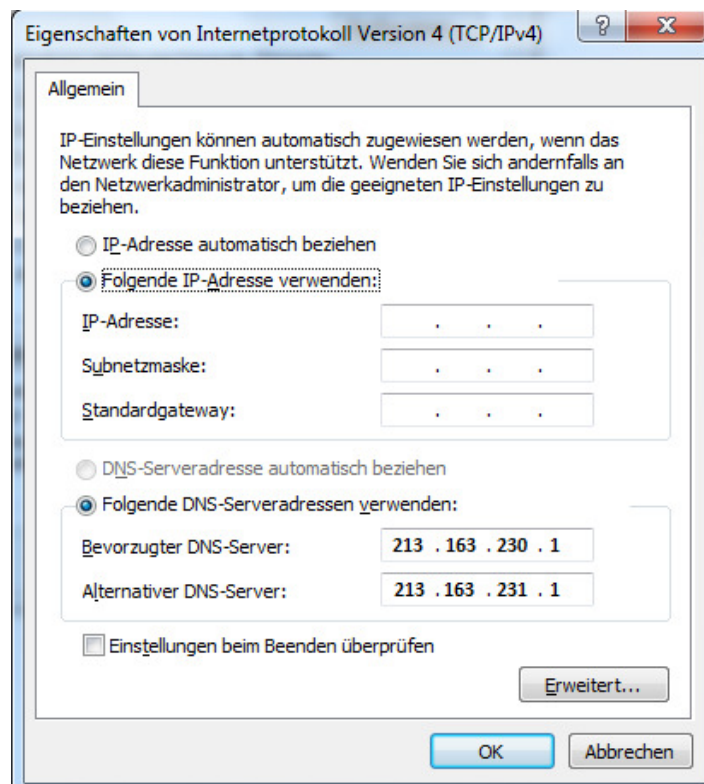 Eigenschaften von Internetprotokoll Version 4 (TCP/IPv4)
Allgemein
IP-Einstellungen können automatisch zugewiesen werden, wenn das
Netzwerk diese Funktion unterstützt. Wenden Sie sich andernfalls an
den Netzwerkadministrator, um die geeigneten IP-Einstellungen zu
beziehen.
IP-Adresse automatisch beziehen
Folgende IP-Adresse verwenden:
IP-Adresse: . . .
Subnetzmaske: . . .
Standardgateway: . . .
DNS-Serveradresse automatisch beziehen
Folgende DNS-Serveradressen verwenden:
Bevorzugter DNS-Server: 213 . 163 . 230 . 1
Alternativer DNS-Server: 213 . 163 . 231 . 1
Einstellungen beim Beenden überprüfen
Erweitert...
OK Abbrechen